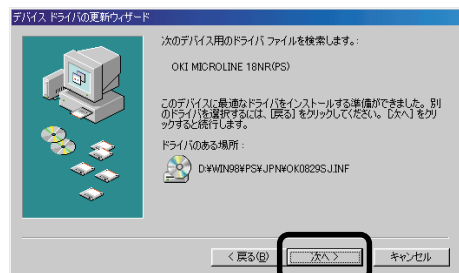 デバイス ドライバの更新ウィザード
次のデバイス用のドライバ ファイルを検索します。:
OKI MICROLINE 18NR(PS)
このデバイスに最適なドライバをインストールする準備ができました。別
のドライバを選択するには、[戻る] をクリックしてください。[次へ] をクリ
ックすると続行します。
ドライバのある場所:
D:¥WIN98¥PS¥JPN¥OK0829SJ.INF
< 戻る(B)
次へ >
キャンセル